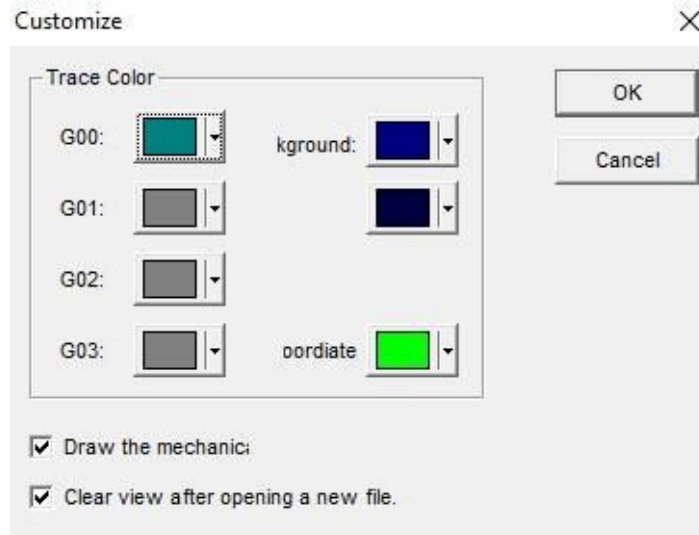 Customize
Trace Color
G00:
kground:
G01:
G02:
G03:
oordiate
OK
Cancel
Draw the mechanica
Clear view after opening a new file.